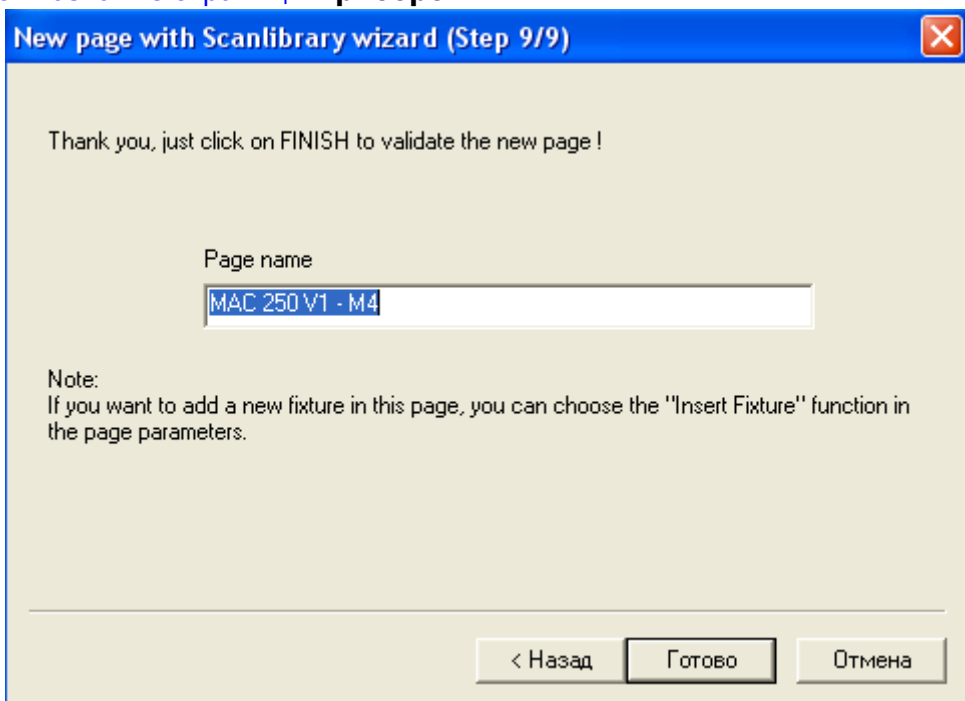 New page with Scanlibrary wizard (Step 9/9)
Thank you, just click on FINISH to validate the new page !
Page name
MAC 250 V1 - M4
Note:
If you want to add a new fixture in this page, you can choose the "Insert Fixture" function in
the page parameters.
< Назад
Готово
Отмена